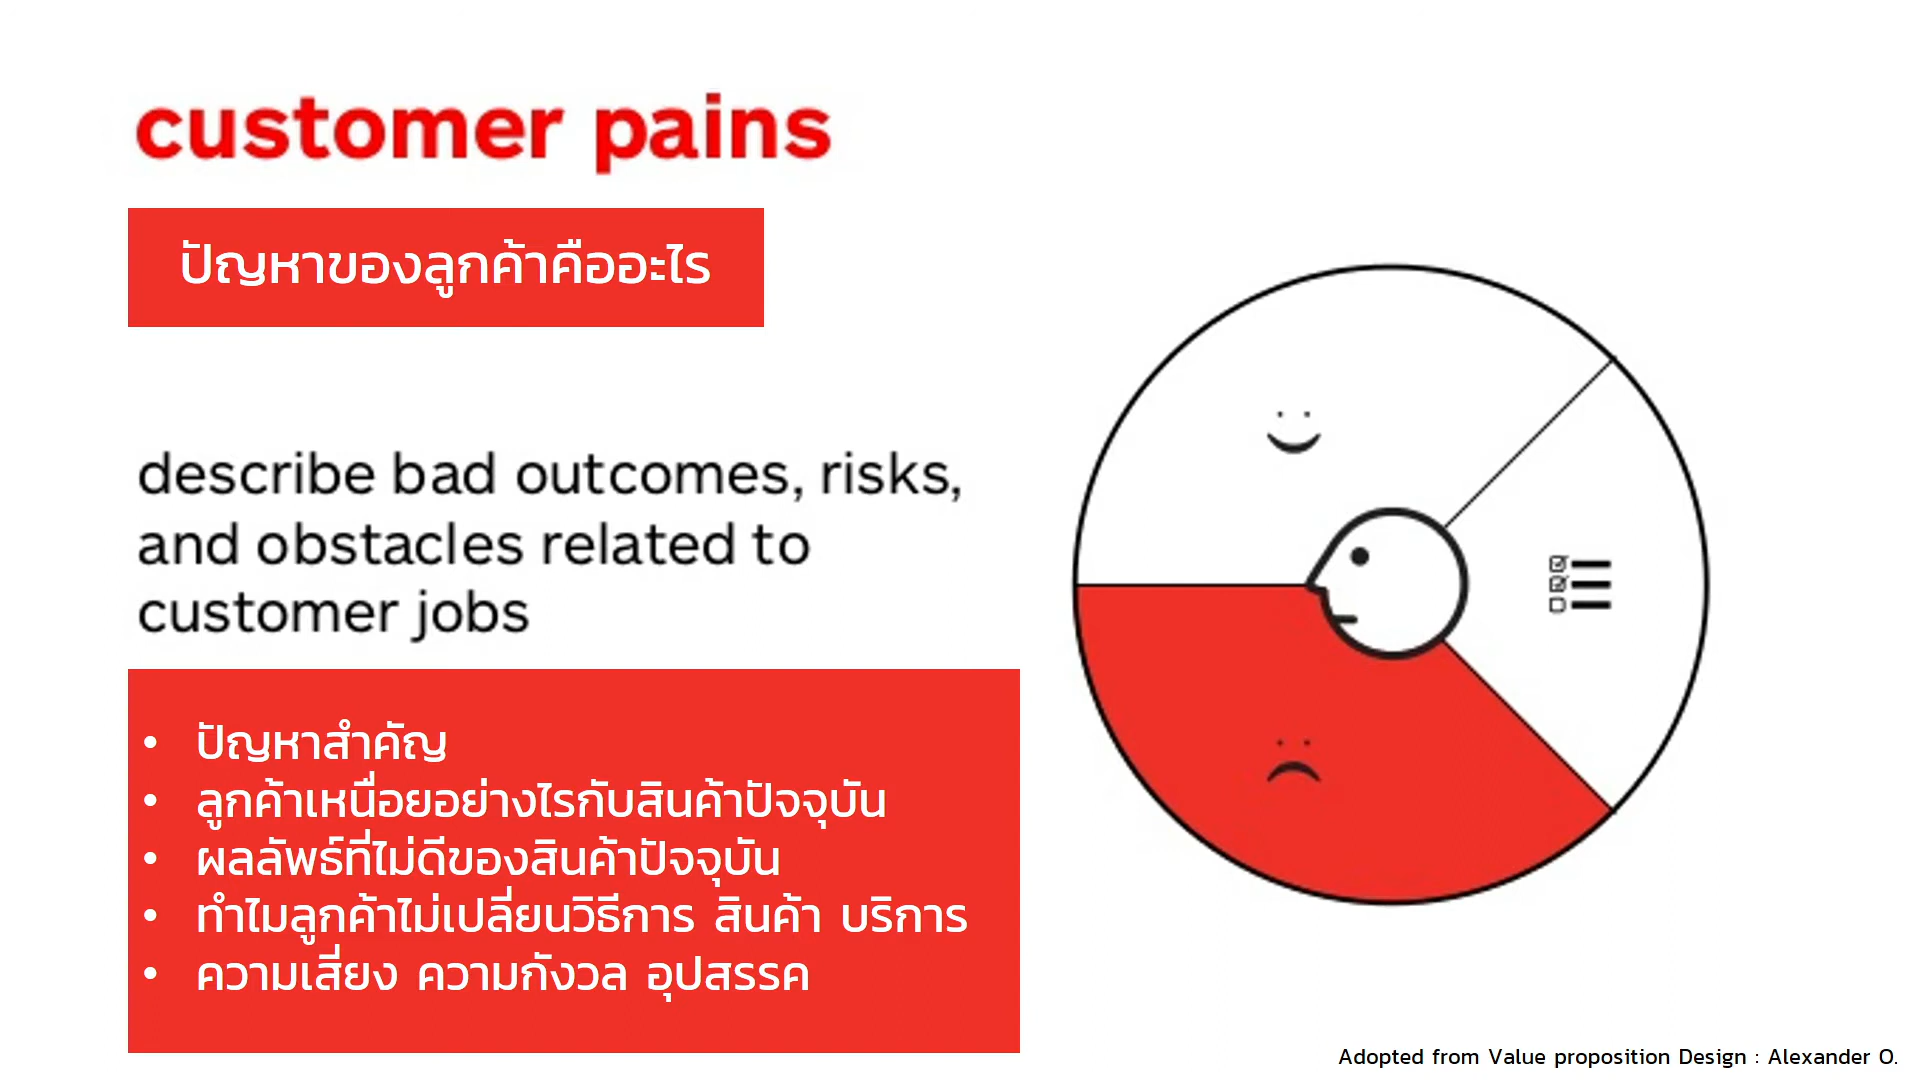 customer pains
ปัญหาของลูกค้าคืออะไร
describe bad outcomes, risks,
and obstacles related to
customer jobs
• ปัญหาสำคัญ
• ลูกค้าเหนื่อยอย่างไรกับสินค้าปัจจุบัน
• ผลลัพธ์ที่ไม่ดีของสินค้าปัจจุบัน
• ทำไมลูกค้าไม่เปลี่ยนวิธีการ สินค้า บริการ
• ความเสี่ยง ความกังวล อุปสรรค
Adopted from Value proposition Design : Alexander O.